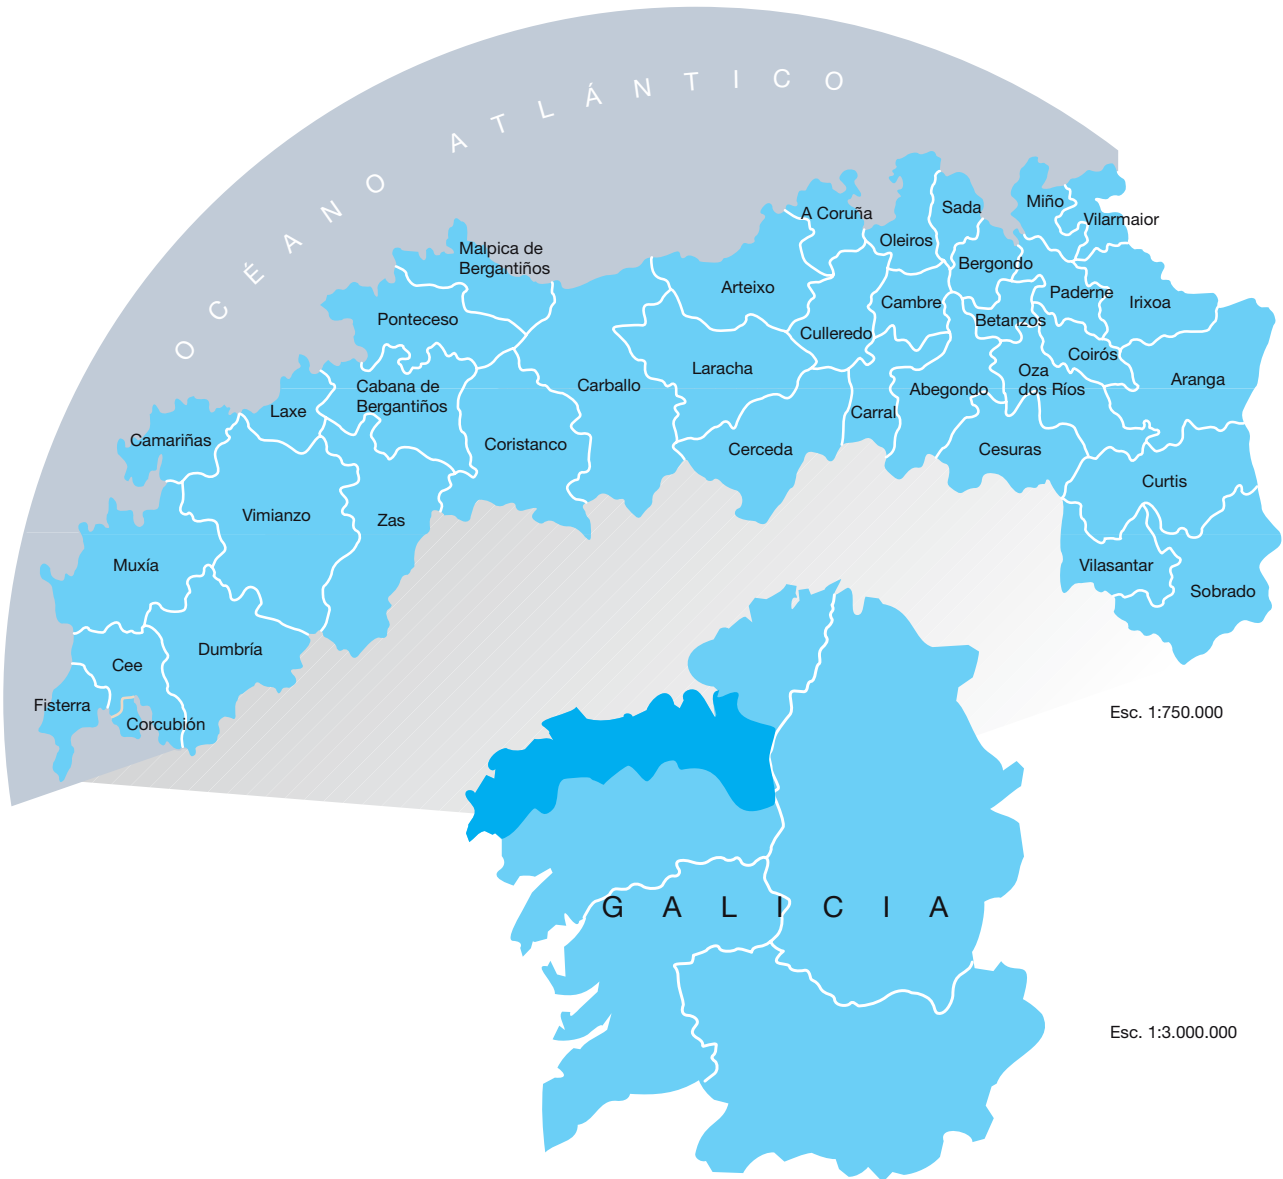 OCÉANO ATLÁNTICO
A Coruña
Sada
Miño
Vilarmaior
Oleiros
Malpica de
Bergantiños
Bergondo
Arteixo
Paderne
Irixoa
Cambre
Ponteceso
Betanzos
Culleredo
Coirós
Laracha
Oza
dos Ríos
Aranga
Cabana de
Bergantiños
Carballo
Abegondo
Laxe
Carral
Camariñas
Coristanco
Cerceda
Cesuras
Curtis
Vimianzo
Zas
Muxía
Vilasantar
Sobrado
Dumbría
Cee
Fisterra
Corcubión
Esc. 1:750.000
GALICIA
Esc. 1:3.000.000